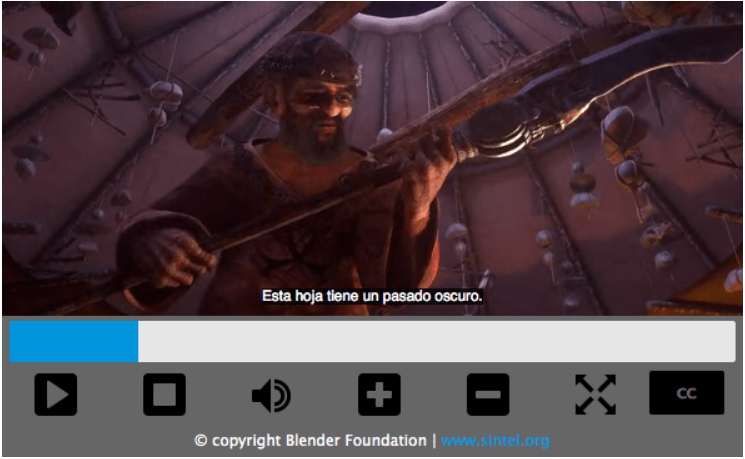 Esta hoja tiene un pasado oscuro.
CC
© copyright Blender Foundation | www.sintel.org